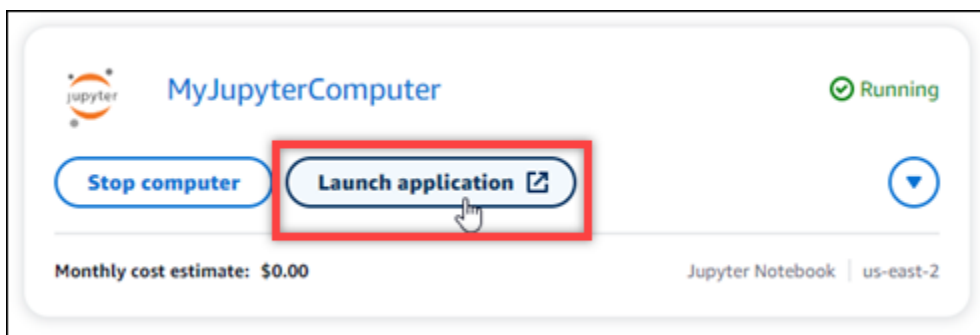 jupyter
MyJupyterComputer
Running
Stop computer
Launch application
Monthly cost estimate: $0.00
Jupyter Notebook
us-east-2